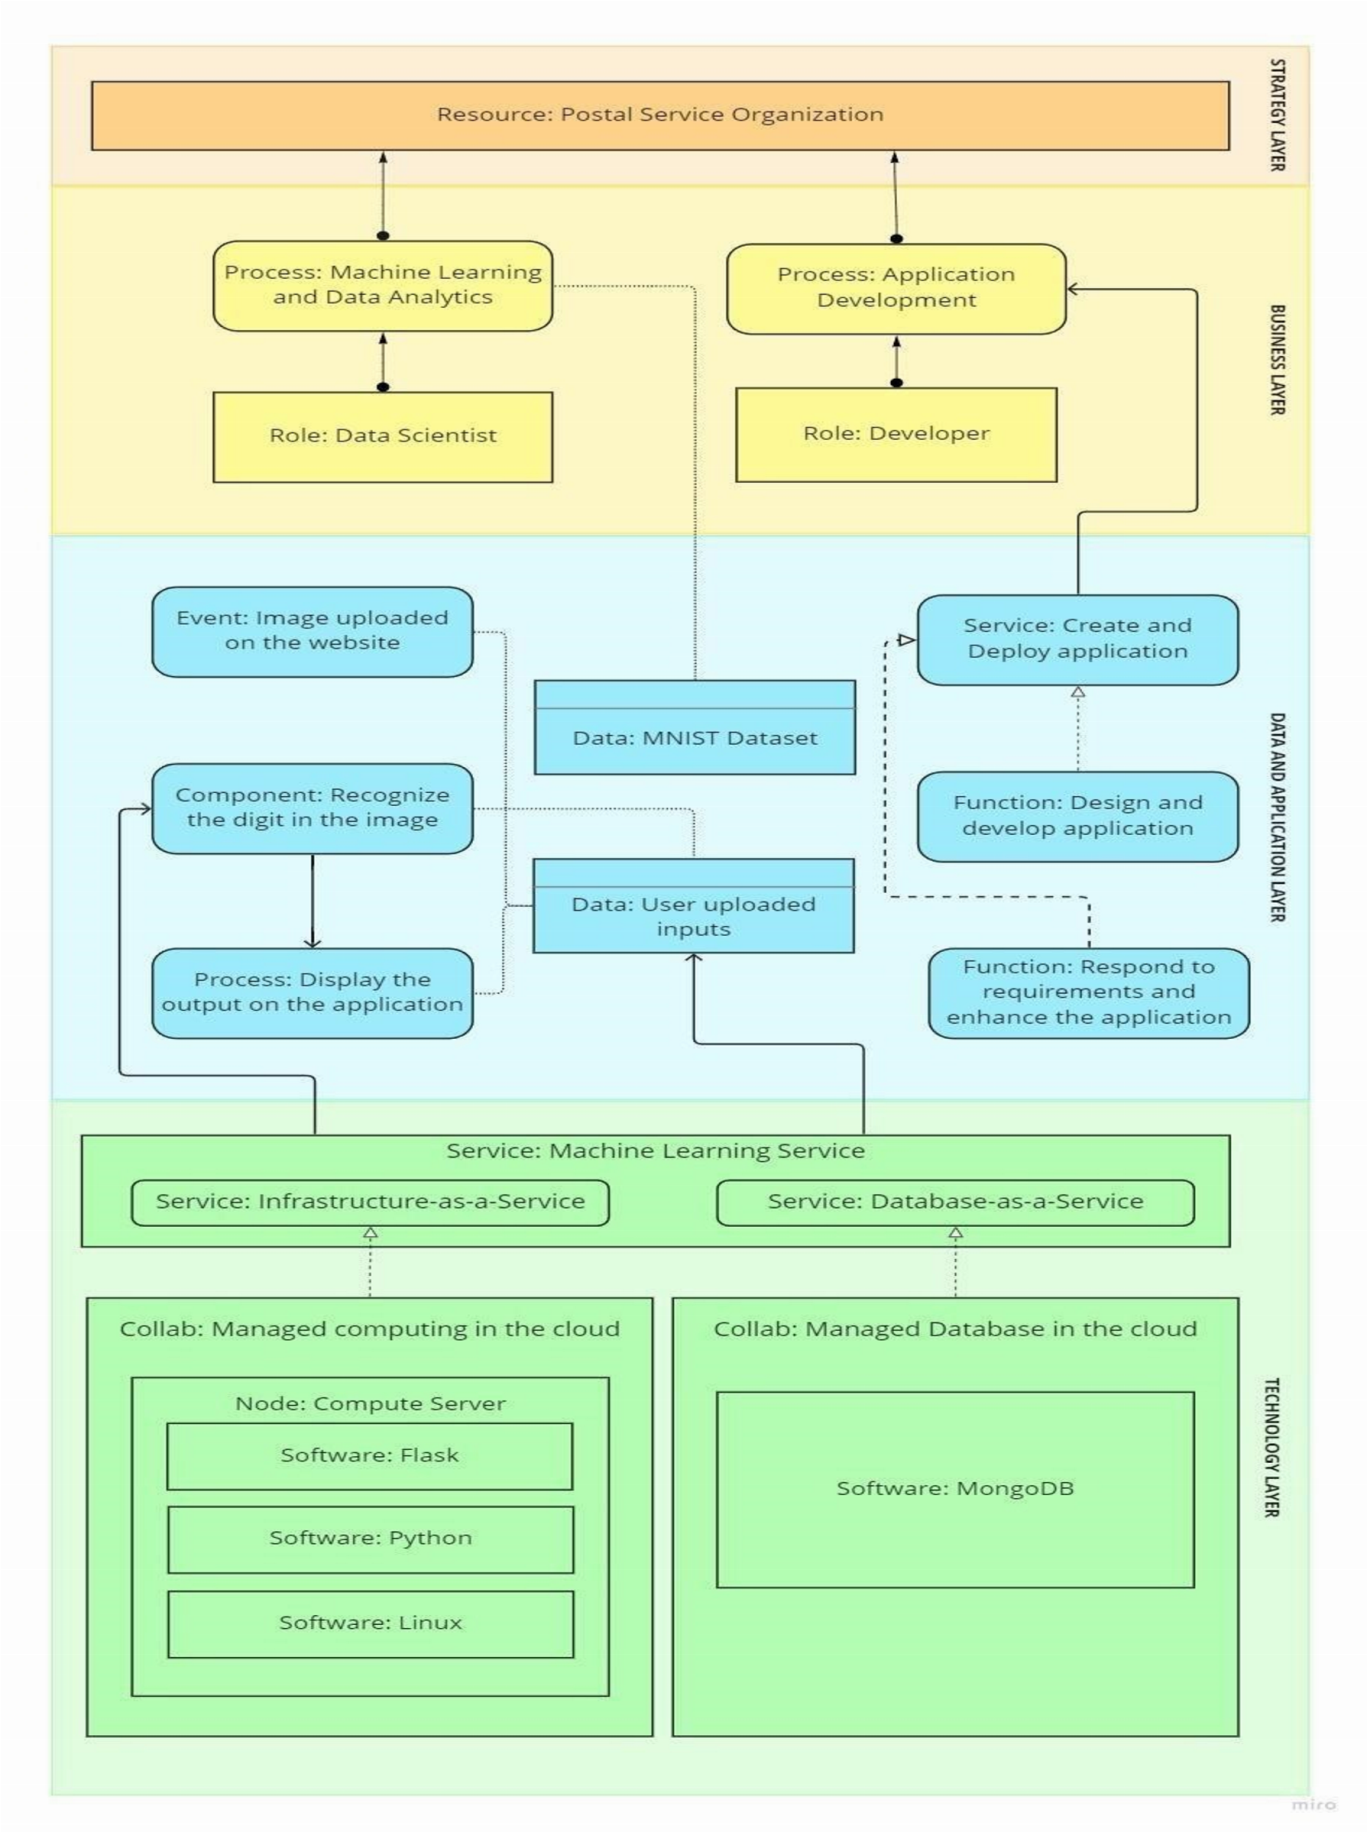 STRATEGY LAYER
Resource: Postal Service Organization
BUSINESS LAYER
Process: Machine Learning
and Data Analytics
Process: Application
Development
Role: Data Scientist
Role: Developer
DATA AND APPLICATION LAYER
Event: Image uploaded
on the website
Service: Create and
Deploy application
Data: MNIST Dataset
Component: Recognize
the digit in the image
Function: Design and
develop application
Data: User uploaded
inputs
Process: Display the
output on the application
Function: Respond to
requirements and
enhance the application
TECHNOLOGY LAYER
Service: Machine Learning Service
Service: Infrastructure-as-a-Service
Service: Database-as-a-Service
Collab: Managed computing in the cloud
Node: Compute Server
Software: Flask
Software: Python
Software: Linux
Collab: Managed Database in the cloud
Software: MongoDB
miro